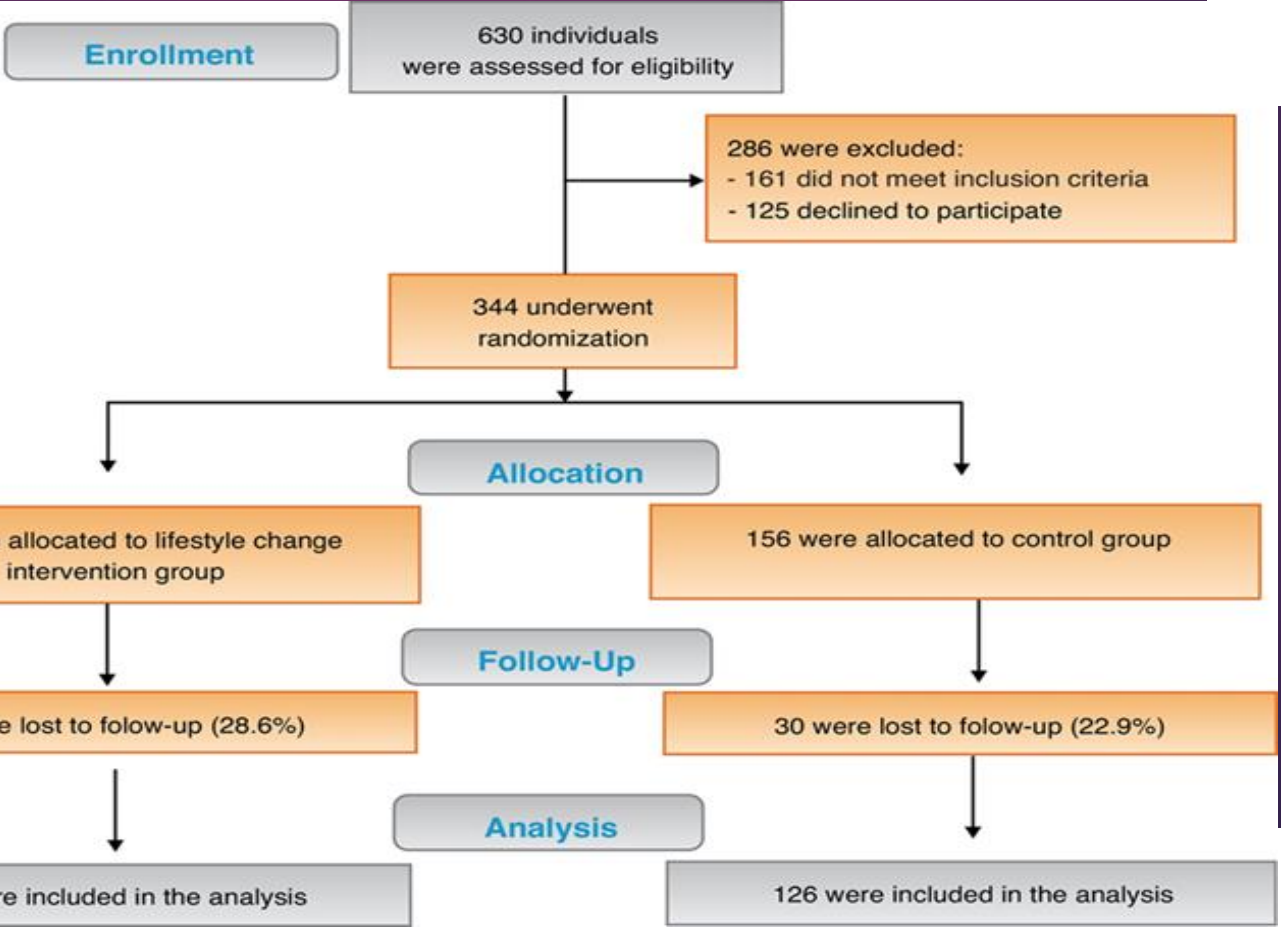 Enrollment
630 individuals
were assessed for eligibility
286 were excluded:
- 161 did not meet inclusion criteria
- 125 declined to participate
344 underwent
randomization
Allocation
allocated to lifestyle change
intervention group
156 were allocated to control group
Follow-Up
lost to folow-up (28.6%)
30 were lost to folow-up (22.9%)
Analysis
included in the analysis
126 were included in the analysis